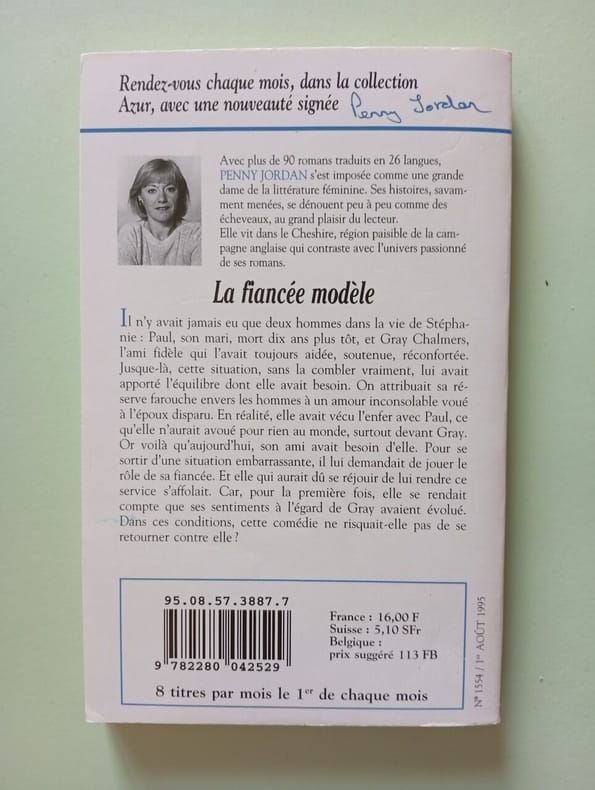 Rendez-vous chaque mois, dans la collection
Azur, avec une nouveauté signée Penny Jordan
Avec plus de 90 romans traduits en 26 langues,
PENNY JORDAN s'est imposée comme une grande
dame de la littérature féminine. Ses histoires, savam-
ment menées, se dénouent peu à peu comme des
écheveaux, au grand plaisir du lecteur.
Elle vit dans le Cheshire, région paisible de la cam-
pagne anglaise qui contraste avec l'univers passionné
de ses romans.
La fiancée modèle
Il n'y avait jamais eu que deux hommes dans la vie de Stépha-
nie : Paul, son mari, mort dix ans plus tôt, et Gray Chalmers,
l'ami fidèle qui l'avait toujours aidée, soutenue, réconfortée.
Jusque-là, cette situation, sans la combler vraiment, lui avait
apporté l'équilibre dont elle avait besoin. On attribuait sa ré-
serve farouche envers les hommes à un amour inconsolable voué
à l'époux disparu. En réalité, elle avait vécu l'enfer avec Paul, ce
qu'elle n'aurait avoué pour rien au monde, surtout devant Gray.
Or voilà qu'aujourd'hui, son ami avait besoin d'elle. Pour se
sortir d'une situation embarrassante, il lui demandait de jouer le
rôle de sa fiancée. Et elle qui aurait dû se réjouir de lui rendre ce
service s'affolait. Car, pour la première fois, elle se rendait
compte que ses sentiments à l'égard de Gray avaient évolué.
Dans ces conditions, cette comédie ne risquait-elle pas de se
retourner contre elle ?
95.08.57.3887.7
9 782280 042529
France : 16,00 F
Suisse : 5,10 SFr
Belgique :
prix suggéré 113 FB
8 titres par mois le 1er de chaque mois
N° 1554 / 1er AOÛT 1995